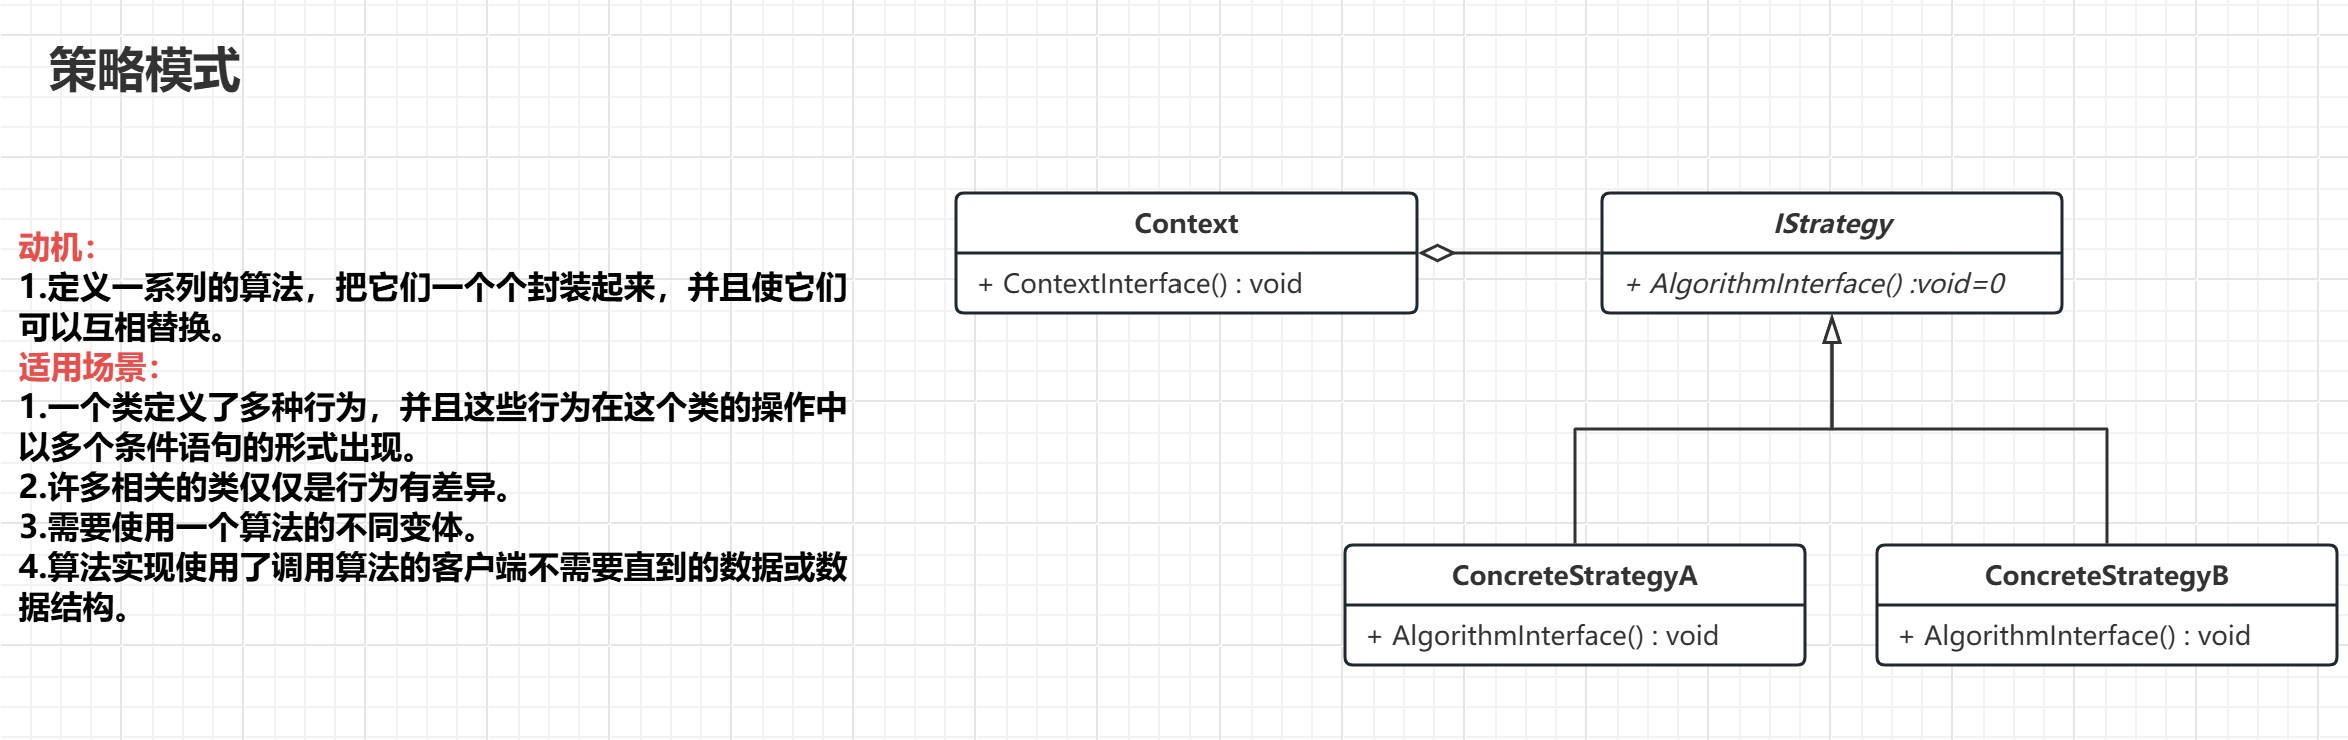 策略模式
动机：
1.定义一系列的算法，把它们一个个封装起来，并且使它们
可以互相替换。
适用场景：
1.一个类定义了多种行为，并且这些行为在这个类的操作中
以多个条件语句的形式出现。
2.许多相关的类仅仅是行为有差异。
3.需要使用一个算法的不同变体。
4.算法实现使用了调用算法的客户端不需要直到的数据或数
据结构。
Context
+ ContextInterface() : void
IStrategy
+ AlgorithmInterface() :void=0
ConcreteStrategyA
+ AlgorithmInterface() : void
ConcreteStrategyB
+ AlgorithmInterface() : void